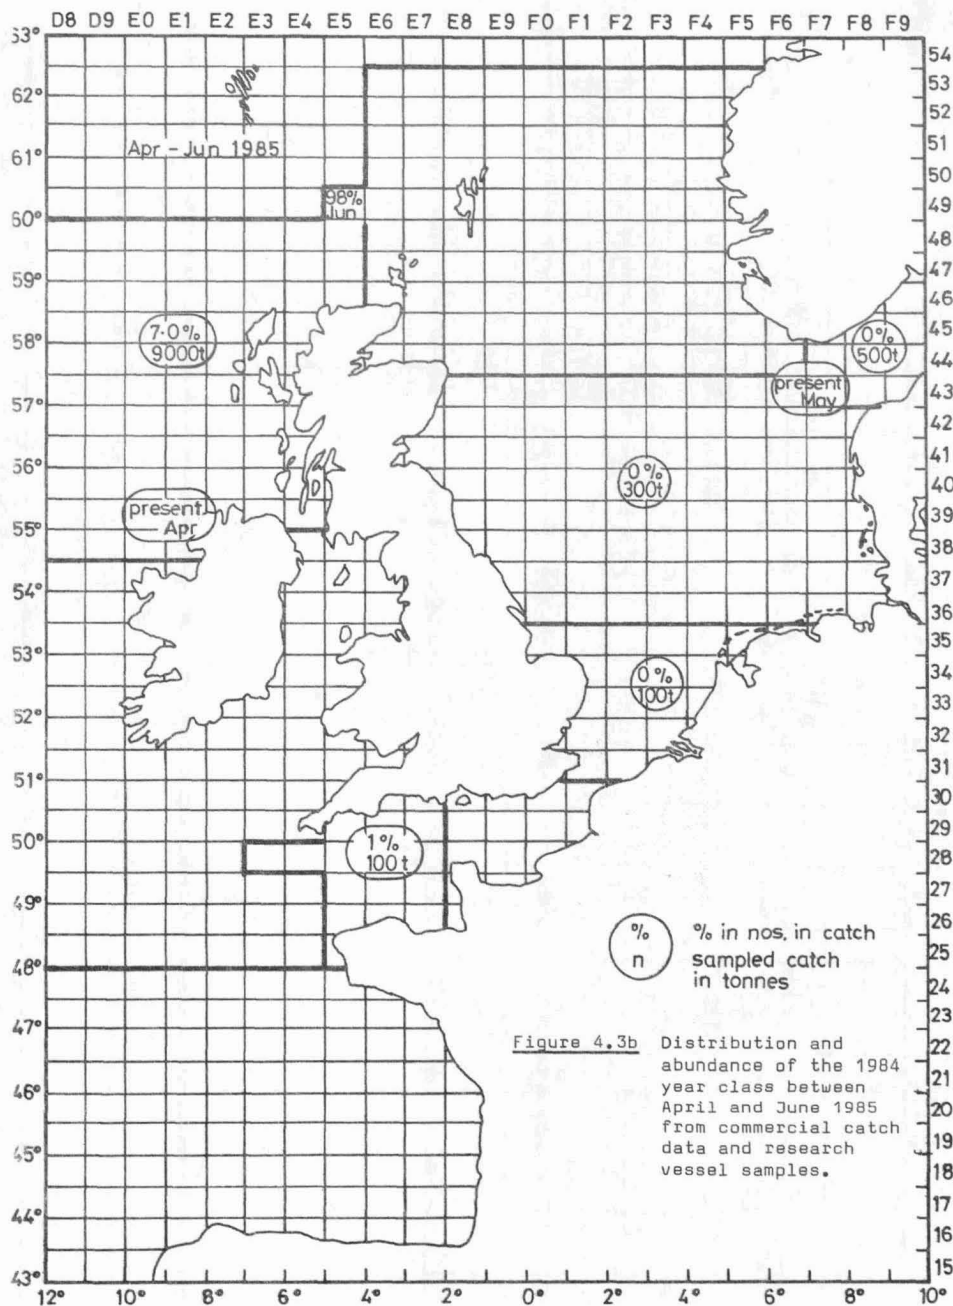 D8 D9 E0 E1 E2 E3 E4 E5 E6 E7 E8 E9 F0 F1 F2 F3 F4 F5 F6 F7 F8 F9
63°
62°
61°
60°
59°
58°
57°
56°
55°
54°
53°
52°
51°
50°
49°
48°
47°
46°
45°
44°
43°
54
53
52
51
50
49
48
47
46
45
44
43
42
41
40
39
38
37
36
35
34
33
32
31
30
29
28
27
26
25
24
23
22
21
20
19
18
17
16
15
Apr - Jun 1985
98%
Jun
7·0%
9000t
0%
500t
present
May
0%
300t
present
Apr
0%
100t
1%
100t
%
n
% in nos, in catch
sampled catch
in tonnes
Figure 4.3b Distribution and
abundance of the 1984
year class between
April and June 1985
from commercial catch
data and research
vessel samples.
12° 10° 8° 6° 4° 2° 0° 2° 4° 6° 8° 10°